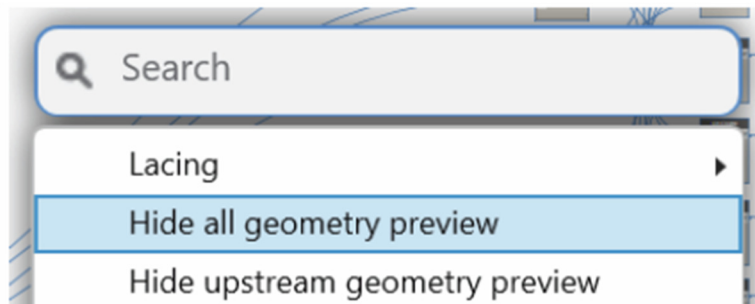 Search
Lacing
Hide all geometry preview
Hide upstream geometry preview